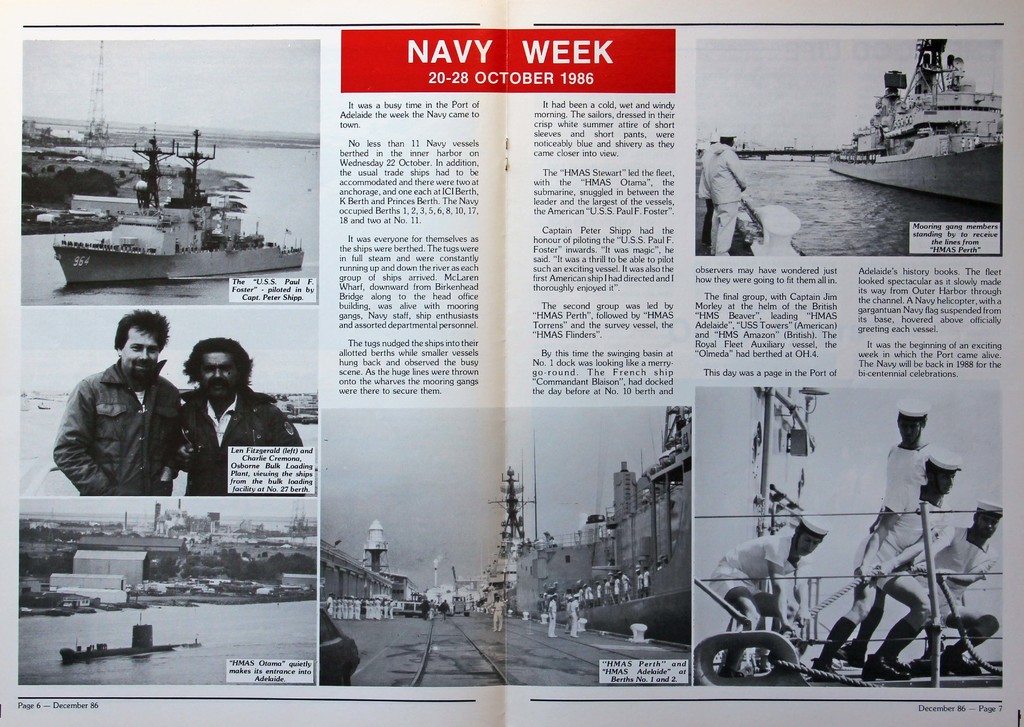 NAVY WEEK
20-28 OCTOBER 1986
It was a busy time in the Port of
Adelaide the week the Navy came to
town.
No less than 11 Navy vessels
berthed in the inner harbor on
Wednesday 22 October. In addition,
the usual trade ships had to be
accommodated and there were two at
anchorage, and one each at ICI Berth,
K Berth and Princes Berth. The Navy
occupied Berths 1, 2, 3, 5, 6, 8, 10, 17,
18 and two at No. 11.
It was everyone for themselves as
the ships were berthed. The tugs were
in full steam and were constantly
running up and down the river as each
group of ships arrived. McLaren
Wharf, downward from Birkenhead
Bridge along to the head office
building, was alive with mooring
gangs, Navy staff, ship enthusiasts
and assorted departmental personnel.
The tugs nudged the ships into their
allotted berths while smaller vessels
hung back and observed the busy
scene. As the huge lines were thrown
onto the wharves the mooring gangs
were there to secure them.
It had been a cold, wet and windy
morning. The sailors, dressed in their
crisp white summer attire of short
sleeves and short pants, were
noticeably blue and shivery as they
came closer into view.
The "HMAS Stewart" led the fleet,
with the "HMAS Otama", the
submarine, snuggled in between the
leader and the largest of the vessels,
the American "U.S.S. Paul F. Foster".
Captain Peter Shipp had the
honour of piloting the "U.S.S. Paul F.
Foster" inwards. "It was magic", he
said. "It was a thrill to be able to pilot
such an exciting vessel. It was also the
first American ship I had directed and I
thoroughly enjoyed it".
The second group was led by
"HMAS Perth", followed by "HMAS
Torrens" and the survey vessel, the
"HMAS Flinders".
By this time the swinging basin at
No. 1 dock was looking like a merry-
go-round. The French ship
"Commandant Blaison", had docked
the day before at No. 10 berth and
observers may have wondered just
how they were going to fit them all in.
The final group, with Captain Jim
Morley at the helm of the British
"HMS Beaver", leading "HMAS
Adelaide", "USS Towers" (American)
and "HMS Amazon" (British). The
Royal Fleet Auxiliary vessel, the
"Olmeda" had berthed at OH.4.
This day was a page in the Port of
Adelaide's history books. The fleet
looked spectacular as it slowly made
its way from Outer Harbor through
the channel. A Navy helicopter, with a
gargantuan Navy flag suspended from
its base, hovered above officially
greeting each vessel.
It was the beginning of an exciting
week in which the Port came alive.
The Navy will be back in 1988 for the
bi-centennial celebrations.
964
The "U.S.S. Paul F.
Foster" - piloted in by
Capt. Peter Shipp.
Len Fitzgerald (left) and
Charlie Cremona,
Osborne Bulk Loading
Plant, viewing the ships
from the bulk loading
facility at No. 27 berth.
"HMAS Otama" quietly
makes its entrance into
Adelaide.
"HMAS Perth" and
"HMAS Adelaide" at
Berths No. 1 and 2.
Mooring gang members
standing by to receive
the lines from
"HMAS Perth"
Page 6 — December 86
December 86 — Page 7